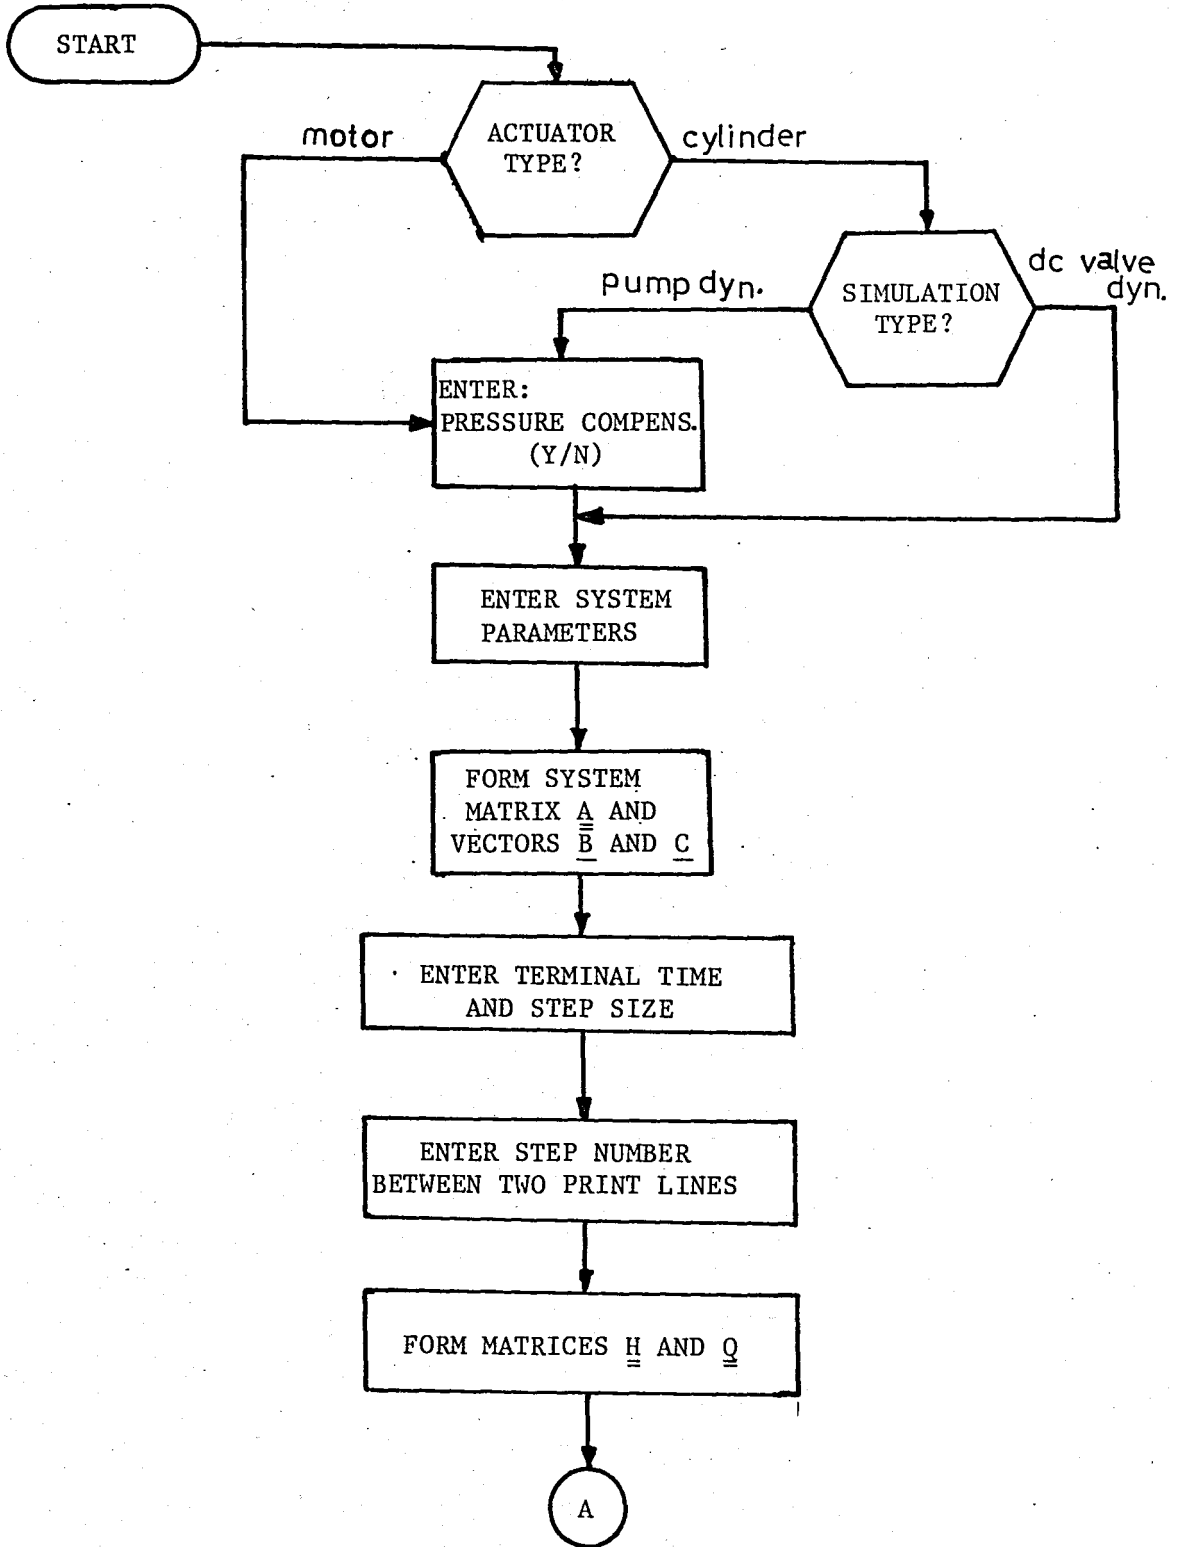 START
ACTUATOR
TYPE?
motor
cylinder
SIMULATION
TYPE?
pump dyn.
dc valve
dyn.
ENTER:
PRESSURE COMPENS.
(Y/N)
ENTER SYSTEM
PARAMETERS
FORM SYSTEM
MATRIX A AND
VECTORS B AND C
ENTER TERMINAL TIME
AND STEP SIZE
ENTER STEP NUMBER
BETWEEN TWO PRINT LINES
FORM MATRICES H AND Q
A